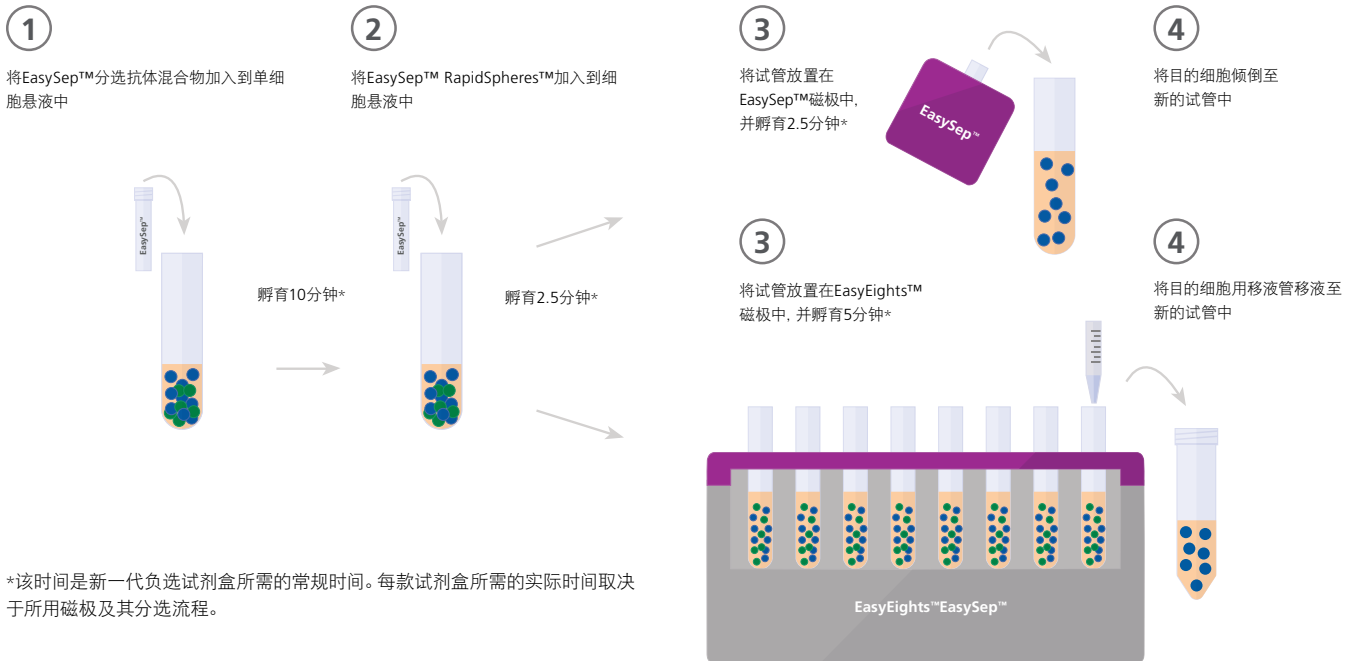 1
将EasySep™分选抗体混合物加入到单细
胞悬液中
EasySep™
孵育10分钟*
2
将EasySep™ RapidSpheres™加入到细
胞悬液中
EasySep™
孵育2.5分钟*
3
将试管放置在
EasySep™磁极中,
并孵育2.5分钟*
EasySep™
4
将目的细胞倾倒至
新的试管中
3
将试管放置在EasyEights™
磁极中, 并孵育5分钟*
4
将目的细胞用移液管移液至
新的试管中
EasyEights™EasySep™
*该时间是新一代负选试剂盒所需的常规时间。每款试剂盒所需的实际时间取决
于所用磁极及其分选流程。